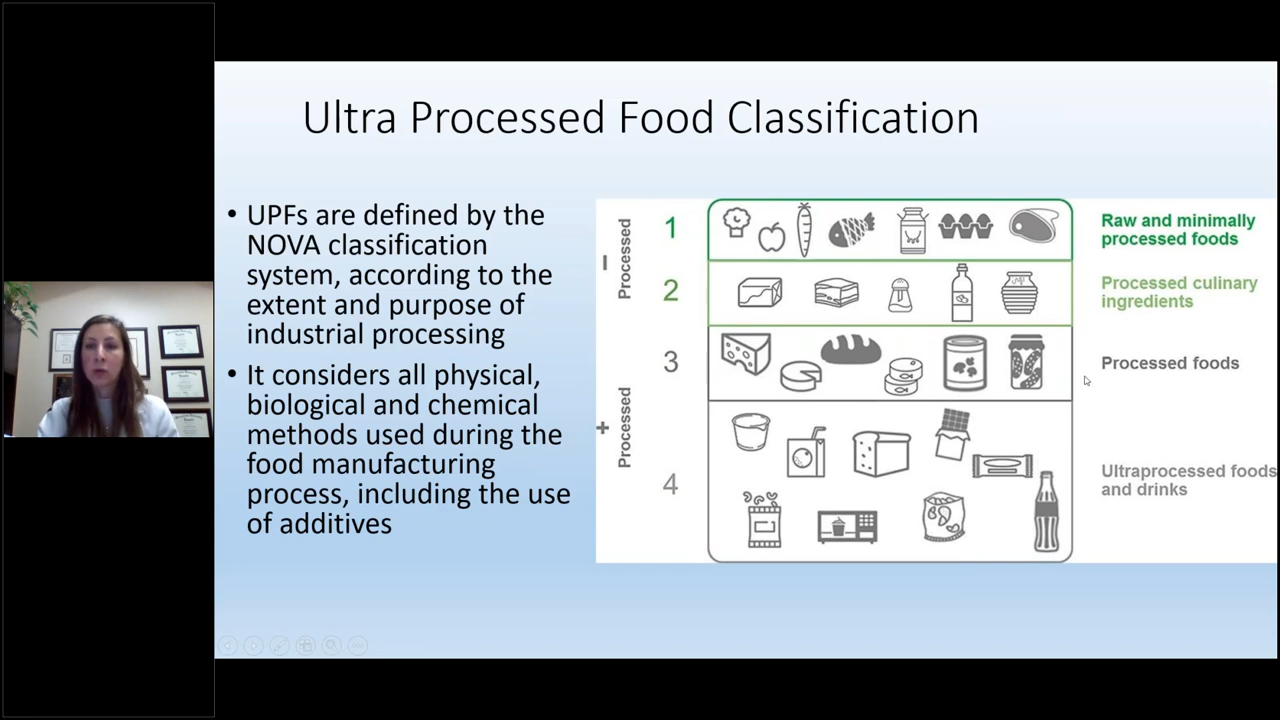 Ultra Processed Food Classification
• UPFs are defined by the
NOVA classification
system, according to the
extent and purpose of
industrial processing
• It considers all physical,
biological and chemical
methods used during the
food manufacturing
process, including the use
of additives
− Processed
+ Processed
1
Raw and minimally
processed foods
2
Processed culinary
ingredients
3
Processed foods
4
Ultraprocessed foods
and drinks